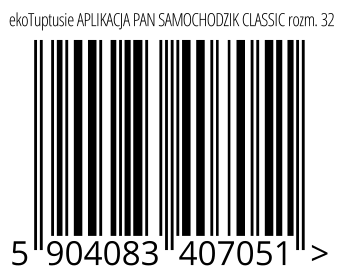 ekoTuptusie APLIKACJA PAN SAMOCHODZIK CLASSIC rozm. 32
5 904083 407051 >